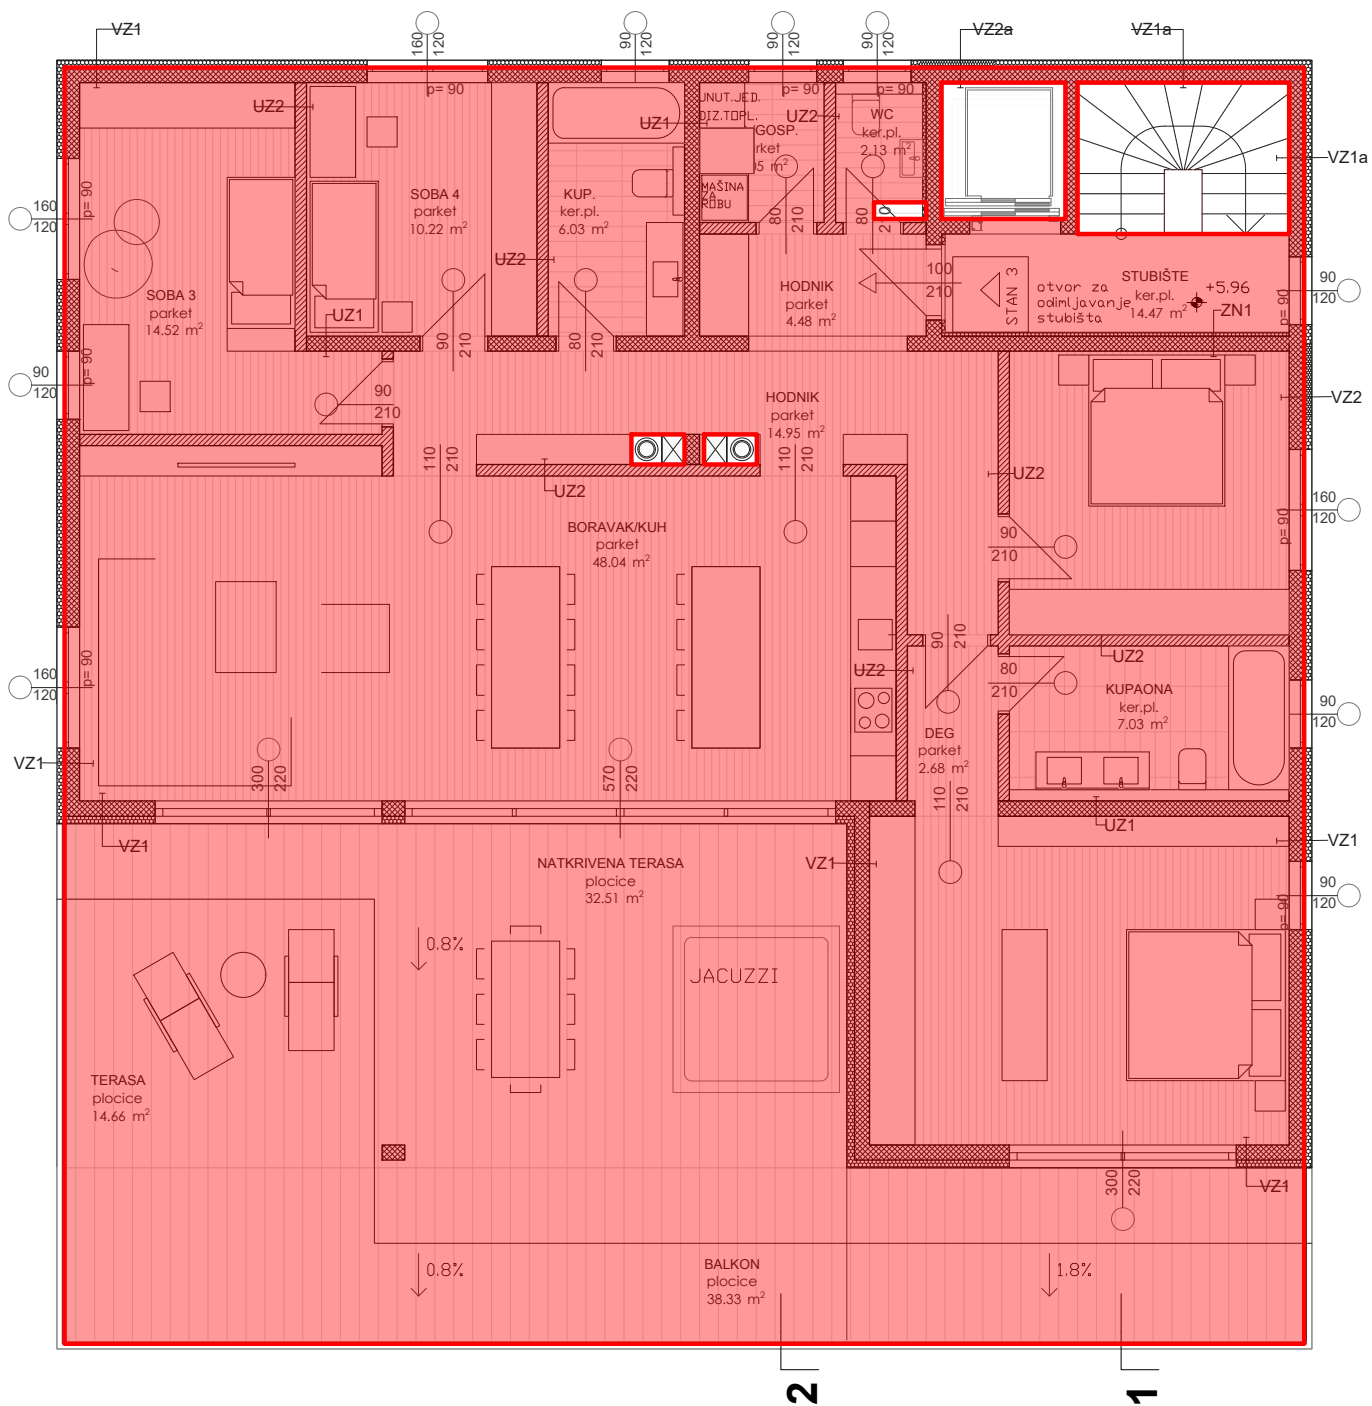 VZ1
160
120
90
120
90
120
90
120
VZ2a
VZ1a
p= 90
p= 90
p= 90
UZ2
UNUT.JED.
DIZ.TOPL.
UZ1
GOSP.
UZ2
WC
ker.pl.
2.13 m²
VZ1a
MAŠINA
ZA
ROBU
p= 90
160
120
SOBA 4
parket
10.22 m²
KUP.
ker.pl.
6.03 m²
80
210
80
210
UZ2
HODNIK
parket
4.48 m²
100
210
STAN 3
otvor za
odimljavanje
stubišta
STUBIŠTE
ker.pl.
14.47 m²
+5.96
ZN1
90
120
p= 90
SOBA 3
parket
14.52 m²
UZ1
90
210
80
210
p= 90
90
120
90
210
HODNIK
parket
14.95 m²
VZ2
110
210
110
210
UZ2
UZ2
BORAVAK/KUH
parket
48.04 m²
160
120
p= 90
90
210
p= 90
160
120
90
210
UZ2
80
210
UZ2
KUPAONA
ker.pl.
7.03 m²
90
120
DEG
parket
2.68 m²
VZ1
300
220
570
220
110
210
UZ1
VZ1
VZ1
VZ1
NATKRIVENA TERASA
plocice
32.51 m²
90
120
p= 90
0.8%
JACUZZI
TERASA
plocice
14.66 m²
300
220
VZ1
0.8%
BALKON
plocice
38.33 m²
1.8%
2
1